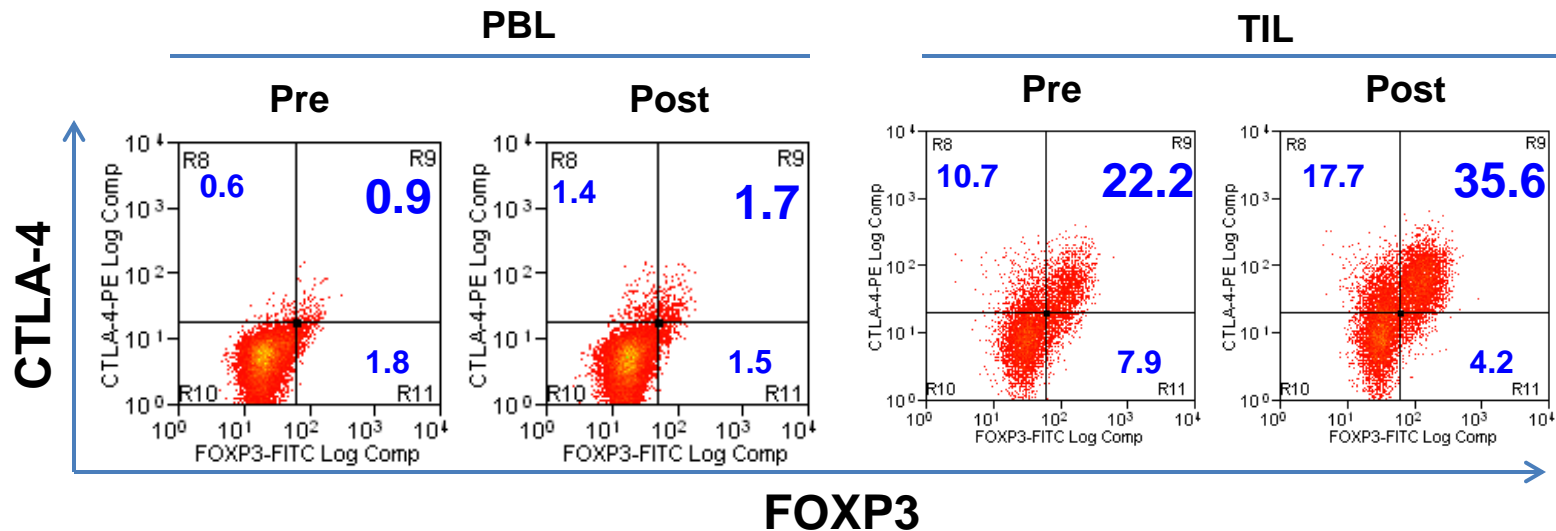 PBL
TIL
Pre
Post
Pre
Post
CTLA-4
CTLA-4-PE Log Comp
10⁴
10³
10²
10¹
10⁰
R8
R9
0.6
0.9
1.8
R10
R11
10⁰ 10¹ 10² 10³ 10⁴
FOXP3-FITC Log Comp
CTLA-4-PE Log Comp
10⁴
10³
10²
10¹
10⁰
R8
R9
1.4
1.7
1.5
R10
R11
10⁰ 10¹ 10² 10³ 10⁴
FOXP3-FITC Log Comp
CTLA-4-PE Log Comp
10⁴
10³
10²
10¹
10⁰
R8
R9
10.7
22.2
7.9
R10
R11
10⁰ 10¹ 10² 10³ 10⁴
FOXP3-FITC Log Comp
CTLA-4-PE Log Comp
10⁴
10³
10²
10¹
10⁰
R8
R9
17.7
35.6
4.2
R10
R11
10⁰ 10¹ 10² 10³ 10⁴
FOXP3-FITC Log Comp
FOXP3